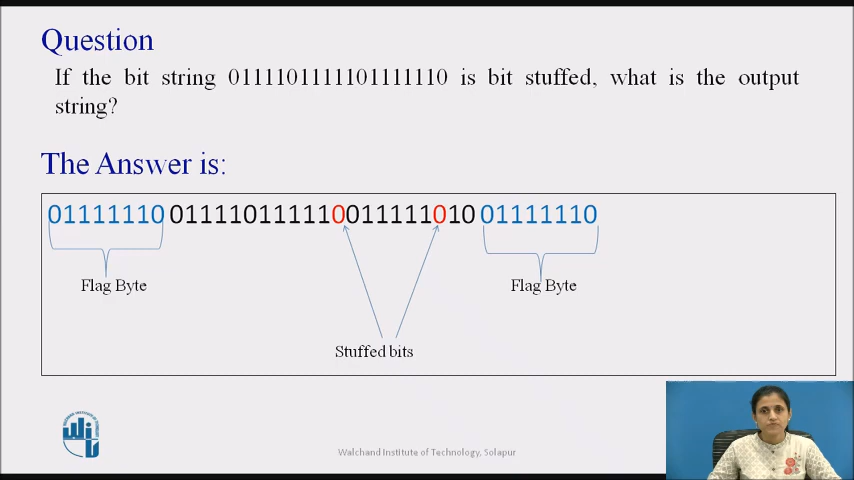 Question
If the bit string 0111101111101111110 is bit stuffed, what is the output
string?
The Answer is:
01111110 011110111110011111010 01111110
Flag Byte Flag Byte
Stuffed bits
Walchand Institute of Technology, Solapur